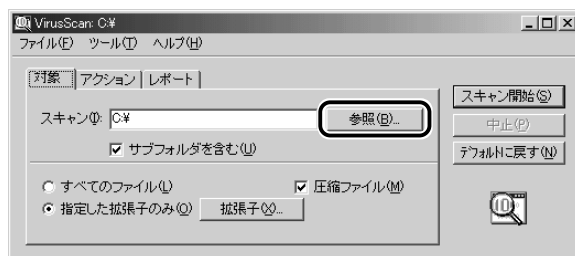 VirusScan: C:¥
ファイル(F) ツール(T) ヘルプ(H)
対象 アクション レポート
スキャン(I): C:¥ 参照(B)...
サブフォルダを含む(U)
すべてのファイル(L) 圧縮ファイル(M)
指定した拡張子のみ(O) 拡張子(X)...
スキャン開始(S)
中止(P)
デフォルトに戻す(N)